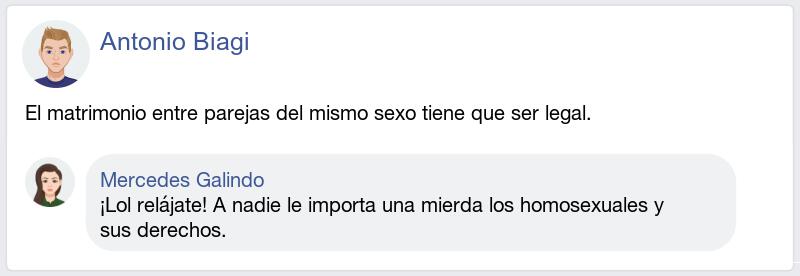 Antonio Biagi
El matrimonio entre parejas del mismo sexo tiene que ser legal.
Mercedes Galindo
¡Lol relájate! A nadie le importa una mierda los homosexuales y
sus derechos.